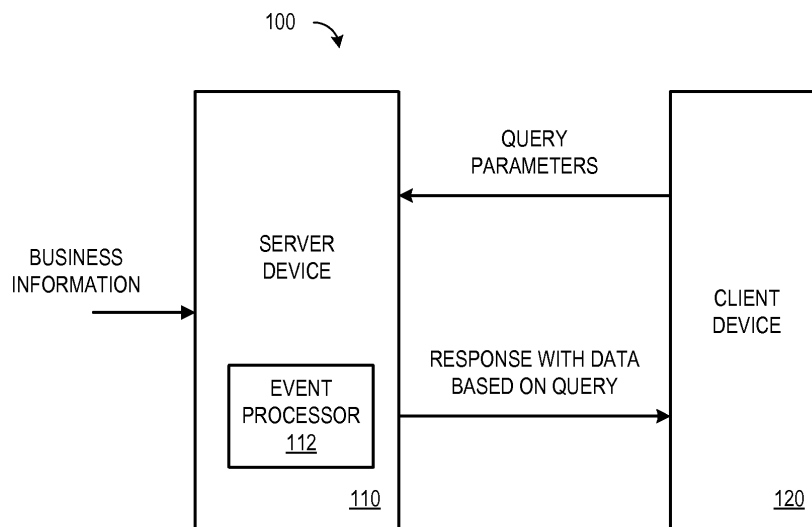 100
QUERY
PARAMETERS
SERVER
DEVICE
BUSINESS
INFORMATION
CLIENT
DEVICE
RESPONSE WITH DATA
BASED ON QUERY
EVENT
PROCESSOR
112
110
120